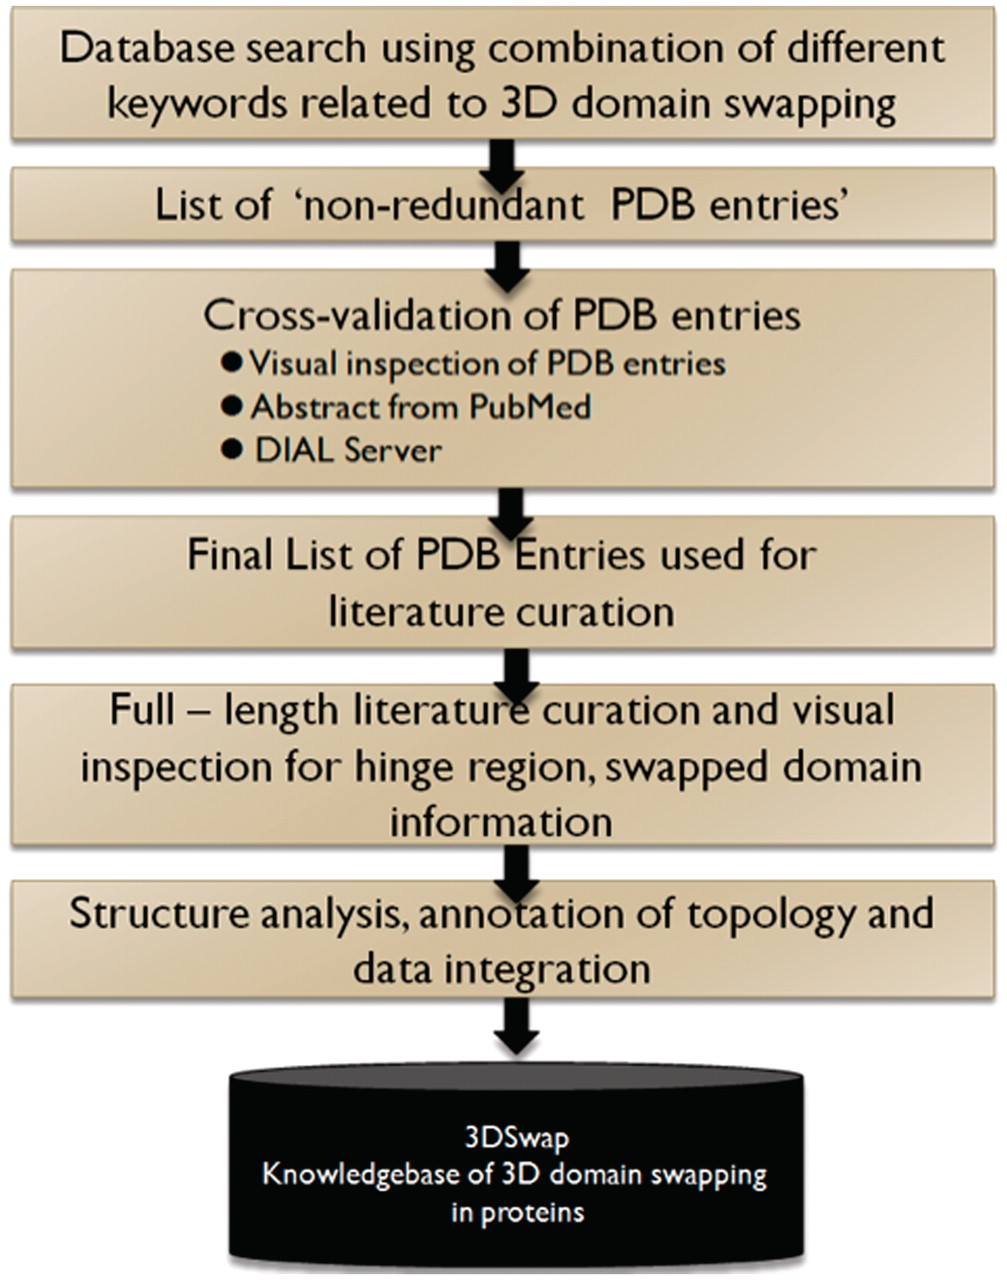 Database search using combination of different
keywords related to 3D domain swapping
List of ‘non-redundant PDB entries’
Cross-validation of PDB entries
● Visual inspection of PDB entries
● Abstract from PubMed
● DIAL Server
Final List of PDB Entries used for
literature curation
Full – length literature curation and visual
inspection for hinge region, swapped domain
information
Structure analysis, annotation of topology and
data integration
3DSwap
Knowledgebase of 3D domain swapping
in proteins